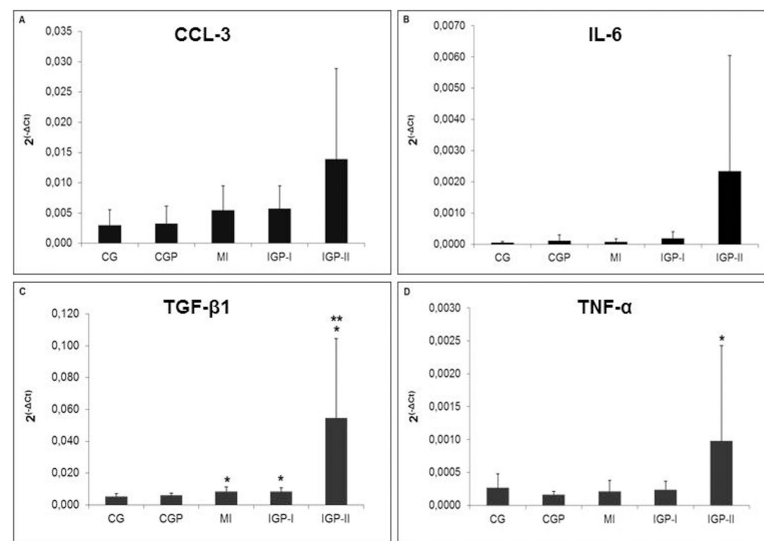 A
CCL-3
0,035
0,030
0,025
0,020
0,015
0,010
0,005
0,000
2(-ΔCt)
CG CGP MI IGP-I IGP-II
B
IL-6
0,0070
0,0060
0,0050
0,0040
0,0030
0,0020
0,0010
0,0000
2(-ΔCt)
CG CGP MI IGP-I IGP-II
C
TGF-β1
0,120
0,100
0,080
0,060
0,040
0,020
0,000
2(-ΔCt)
**
*
* *
CG CGP MI IGP-I IGP-II
D
TNF-α
0,0030
0,0025
0,0020
0,0015
0,0010
0,0005
0,0000
2(-ΔCt)
*
CG CGP MI IGP-I IGP-II